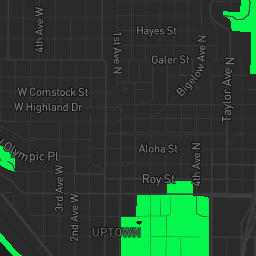 Hayes St
4th Ave W
1st Ave N
Galer St
Bigelow Ave N
Taylor Ave N
W Comstock St
W Highland Dr
Olympic Pl
Aloha St
4th Ave N
Roy St
3rd Ave W
2nd Ave W
UPTOWN